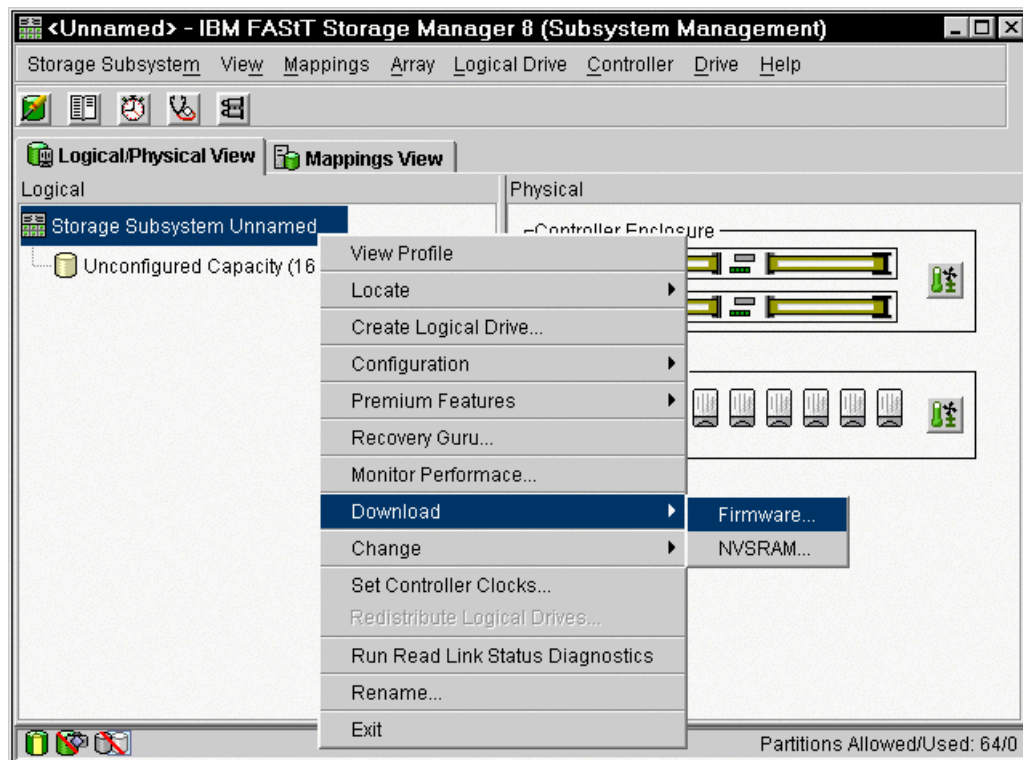 <Unnamed> - IBM FAStT Storage Manager 8 (Subsystem Management)
Storage Subsystem View Mappings Array Logical Drive Controller Drive Help
Logical/Physical View Mappings View
Logical Physical
Storage Subsystem Unnamed
Controller Enclosure
Unconfigured Capacity (16
View Profile
Locate
Create Logical Drive...
Configuration
Premium Features
Recovery Guru...
Monitor Performace...
Download
Firmware...
Change
NVSRAM...
Set Controller Clocks...
Redistribute Logical Drives...
Run Read Link Status Diagnostics
Rename...
Exit
Partitions Allowed/Used: 64/0